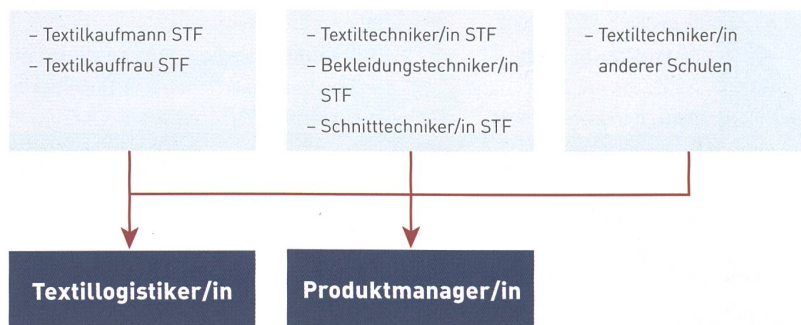 – Textilkaufmann STF
– Textilkauffrau STF
– Textiltechniker/in STF
– Bekleidungstechniker/in
STF
– Schnitttechniker/in STF
– Textiltechniker/in
anderer Schulen
Textillogistiker/in
Produktmanager/in